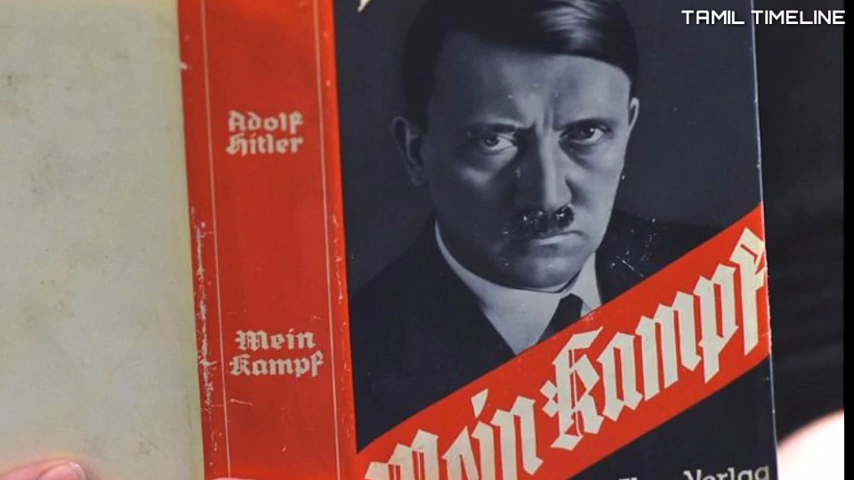 TAMIL TIMELINE
Adolf
Hitler
Mein
Kampf
Mein Kampf
Verlag